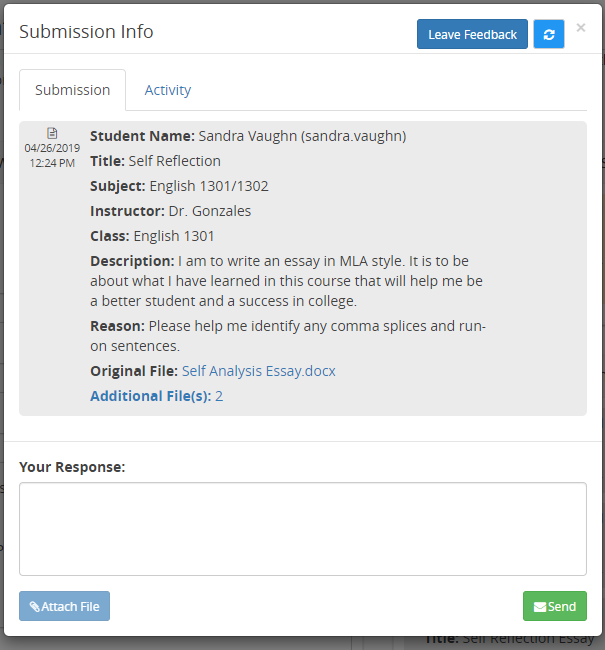 Submission Info
Leave Feedback
×
Submission
Activity
04/26/2019
12:24 PM
Student Name: Sandra Vaughn (sandra.vaughn)
Title: Self Reflection
Subject: English 1301/1302
Instructor: Dr. Gonzales
Class: English 1301
Description: I am to write an essay in MLA style. It is to be
about what I have learned in this course that will help me be
a better student and a success in college.
Reason: Please help me identify any comma splices and run-
on sentences.
Original File: Self Analysis Essay.docx
Additional File(s): 2
Your Response:
Attach File
Send
Title: Self Reflection Essay